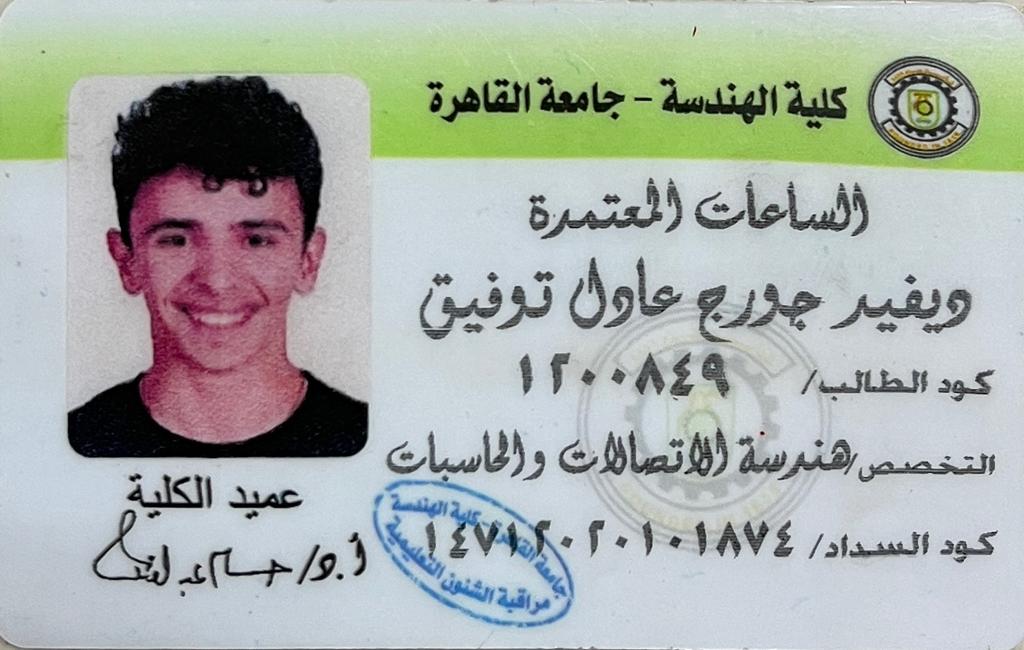 كلية الهندسة - جامعة القاهرة
الساعات المعتمدة
ديفيد جورج عادل توفيق
كود الطالب/ ١٢٠٠٨٤٩
التخصص/هندسة الاتصالات والحاسبات
كود السداد/ ١٤٧١٢٠٢٠١٠١٨٧٤
عميد الكلية
أ.د/ حسام عبد الفتاح
جامعة القاهرة - كلية الهندسة
مراقبة الشئون التعليمية